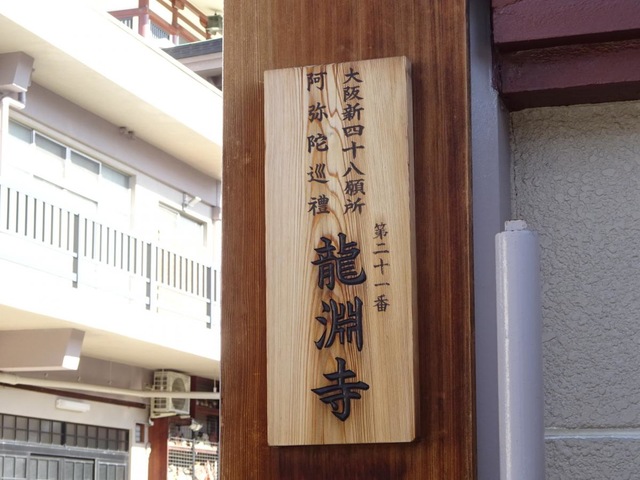 大阪新四十八願所
第二十一番
阿弥陀巡禮
龍淵寺